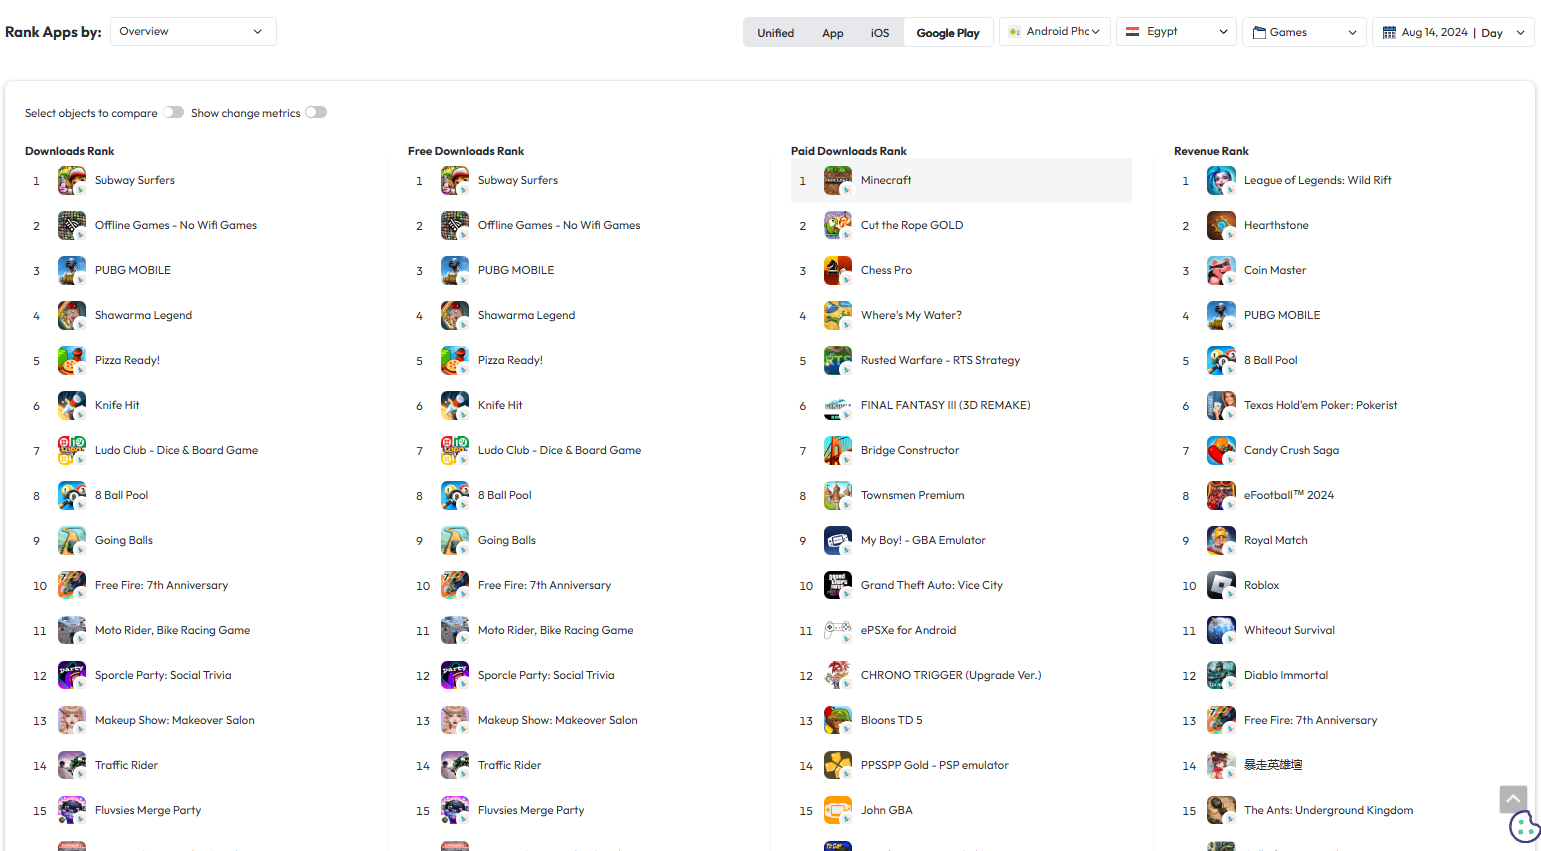 Rank Apps by: Overview Unified App iOS Google Play Android Phc Egypt Games Aug 14, 2024 | Day
Select objects to compare Show change metrics
Downloads Rank
1 Subway Surfers
2 Offline Games - No Wifi Games
3 PUBG MOBILE
4 Shawarma Legend
5 Pizza Ready!
6 Knife Hit
7 Ludo Club - Dice & Board Game
8 8 Ball Pool
9 Going Balls
10 Free Fire: 7th Anniversary
11 Moto Rider, Bike Racing Game
12 Sporcle Party: Social Trivia
13 Makeup Show: Makeover Salon
14 Traffic Rider
15 Fluvsies Merge Party
Free Downloads Rank
1 Subway Surfers
2 Offline Games - No Wifi Games
3 PUBG MOBILE
4 Shawarma Legend
5 Pizza Ready!
6 Knife Hit
7 Ludo Club - Dice & Board Game
8 8 Ball Pool
9 Going Balls
10 Free Fire: 7th Anniversary
11 Moto Rider, Bike Racing Game
12 Sporcle Party: Social Trivia
13 Makeup Show: Makeover Salon
14 Traffic Rider
15 Fluvsies Merge Party
Paid Downloads Rank
1 Minecraft
2 Cut the Rope GOLD
3 Chess Pro
4 Where's My Water?
5 Rusted Warfare - RTS Strategy
6 FINAL FANTASY III (3D REMAKE)
7 Bridge Constructor
8 Townsmen Premium
9 My Boy! - GBA Emulator
10 Grand Theft Auto: Vice City
11 ePSXe for Android
12 CHRONO TRIGGER (Upgrade Ver.)
13 Bloons TD 5
14 PPSSPP Gold - PSP emulator
15 John GBA
Revenue Rank
1 League of Legends: Wild Rift
2 Hearthstone
3 Coin Master
4 PUBG MOBILE
5 8 Ball Pool
6 Texas Hold'em Poker: Pokerist
7 Candy Crush Saga
8 eFootball™ 2024
9 Royal Match
10 Roblox
11 Whiteout Survival
12 Diablo Immortal
13 Free Fire: 7th Anniversary
14 暴走英雄壇
15 The Ants: Underground Kingdom